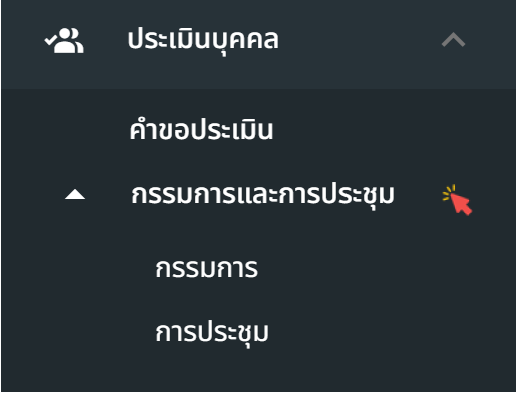 ประเมินบุคคล
คำขอประเมิน
กรรมการและการประชุม
กรรมการ
การประชุม